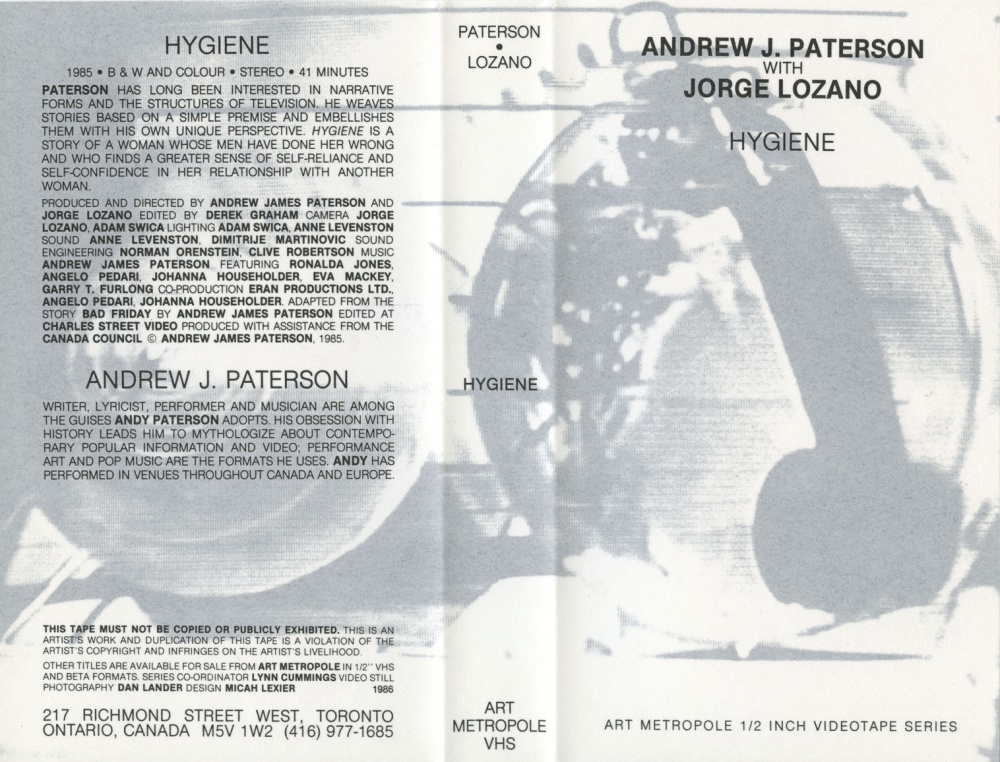 HYGIENE
1985 • B & W AND COLOUR • STEREO • 41 MINUTES
PATERSON HAS LONG BEEN INTERESTED IN NARRATIVE
FORMS AND THE STRUCTURES OF TELEVISION. HE WEAVES
STORIES BASED ON A SIMPLE PREMISE AND EMBELLISHES
THEM WITH HIS OWN UNIQUE PERSPECTIVE. HYGIENE IS A
STORY OF A WOMAN WHOSE MEN HAVE DONE HER WRONG
AND WHO FINDS A GREATER SENSE OF SELF-RELIANCE AND
SELF-CONFIDENCE IN HER RELATIONSHIP WITH ANOTHER
WOMAN.
PRODUCED AND DIRECTED BY ANDREW JAMES PATERSON AND
JORGE LOZANO EDITED BY DEREK GRAHAM CAMERA JORGE
LOZANO, ADAM SWICA LIGHTING ADAM SWICA, ANNE LEVENSTON
SOUND ANNE LEVENSTON, DIMITRIJE MARTINOVIC SOUND
ENGINEERING NORMAN ORENSTEIN, CLIVE ROBERTSON MUSIC
ANDREW JAMES PATERSON FEATURING RONALDA JONES,
ANGELO PEDARI, JOHANNA HOUSEHOLDER, EVA MACKEY,
GARRY T. FURLONG CO-PRODUCTION ERAN PRODUCTIONS LTD.,
ANGELO PEDARI, JOHANNA HOUSEHOLDER. ADAPTED FROM THE
STORY BAD FRIDAY BY ANDREW JAMES PATERSON EDITED AT
CHARLES STREET VIDEO PRODUCED WITH ASSISTANCE FROM THE
CANADA COUNCIL © ANDREW JAMES PATERSON, 1985.
ANDREW J. PATERSON
WRITER, LYRICIST, PERFORMER AND MUSICIAN ARE AMONG
THE GUISES ANDY PATERSON ADOPTS. HIS OBSESSION WITH
HISTORY LEADS HIM TO MYTHOLOGIZE ABOUT CONTEMPO-
RARY POPULAR INFORMATION AND VIDEO; PERFORMANCE
ART AND POP MUSIC ARE THE FORMATS HE USES. ANDY HAS
PERFORMED IN VENUES THROUGHOUT CANADA AND EUROPE.
THIS TAPE MUST NOT BE COPIED OR PUBLICLY EXHIBITED. THIS IS AN
ARTIST'S WORK AND DUPLICATION OF THIS TAPE IS A VIOLATION OF THE
ARTIST'S COPYRIGHT AND INFRINGES ON THE ARTIST'S LIVELIHOOD.
OTHER TITLES ARE AVAILABLE FOR SALE FROM ART METROPOLE IN 1/2'' VHS
AND BETA FORMATS. SERIES CO-ORDINATOR LYNN CUMMINGS VIDEO STILL
PHOTOGRAPHY DAN LANDER DESIGN MICAH LEXIER 1986
217 RICHMOND STREET WEST, TORONTO
ONTARIO, CANADA M5V 1W2 (416) 977-1685
PATERSON
•
LOZANO
HYGIENE
ART
METROPOLE
VHS
ANDREW J. PATERSON
WITH
JORGE LOZANO
HYGIENE
ART METROPOLE 1/2 INCH VIDEOTAPE SERIES